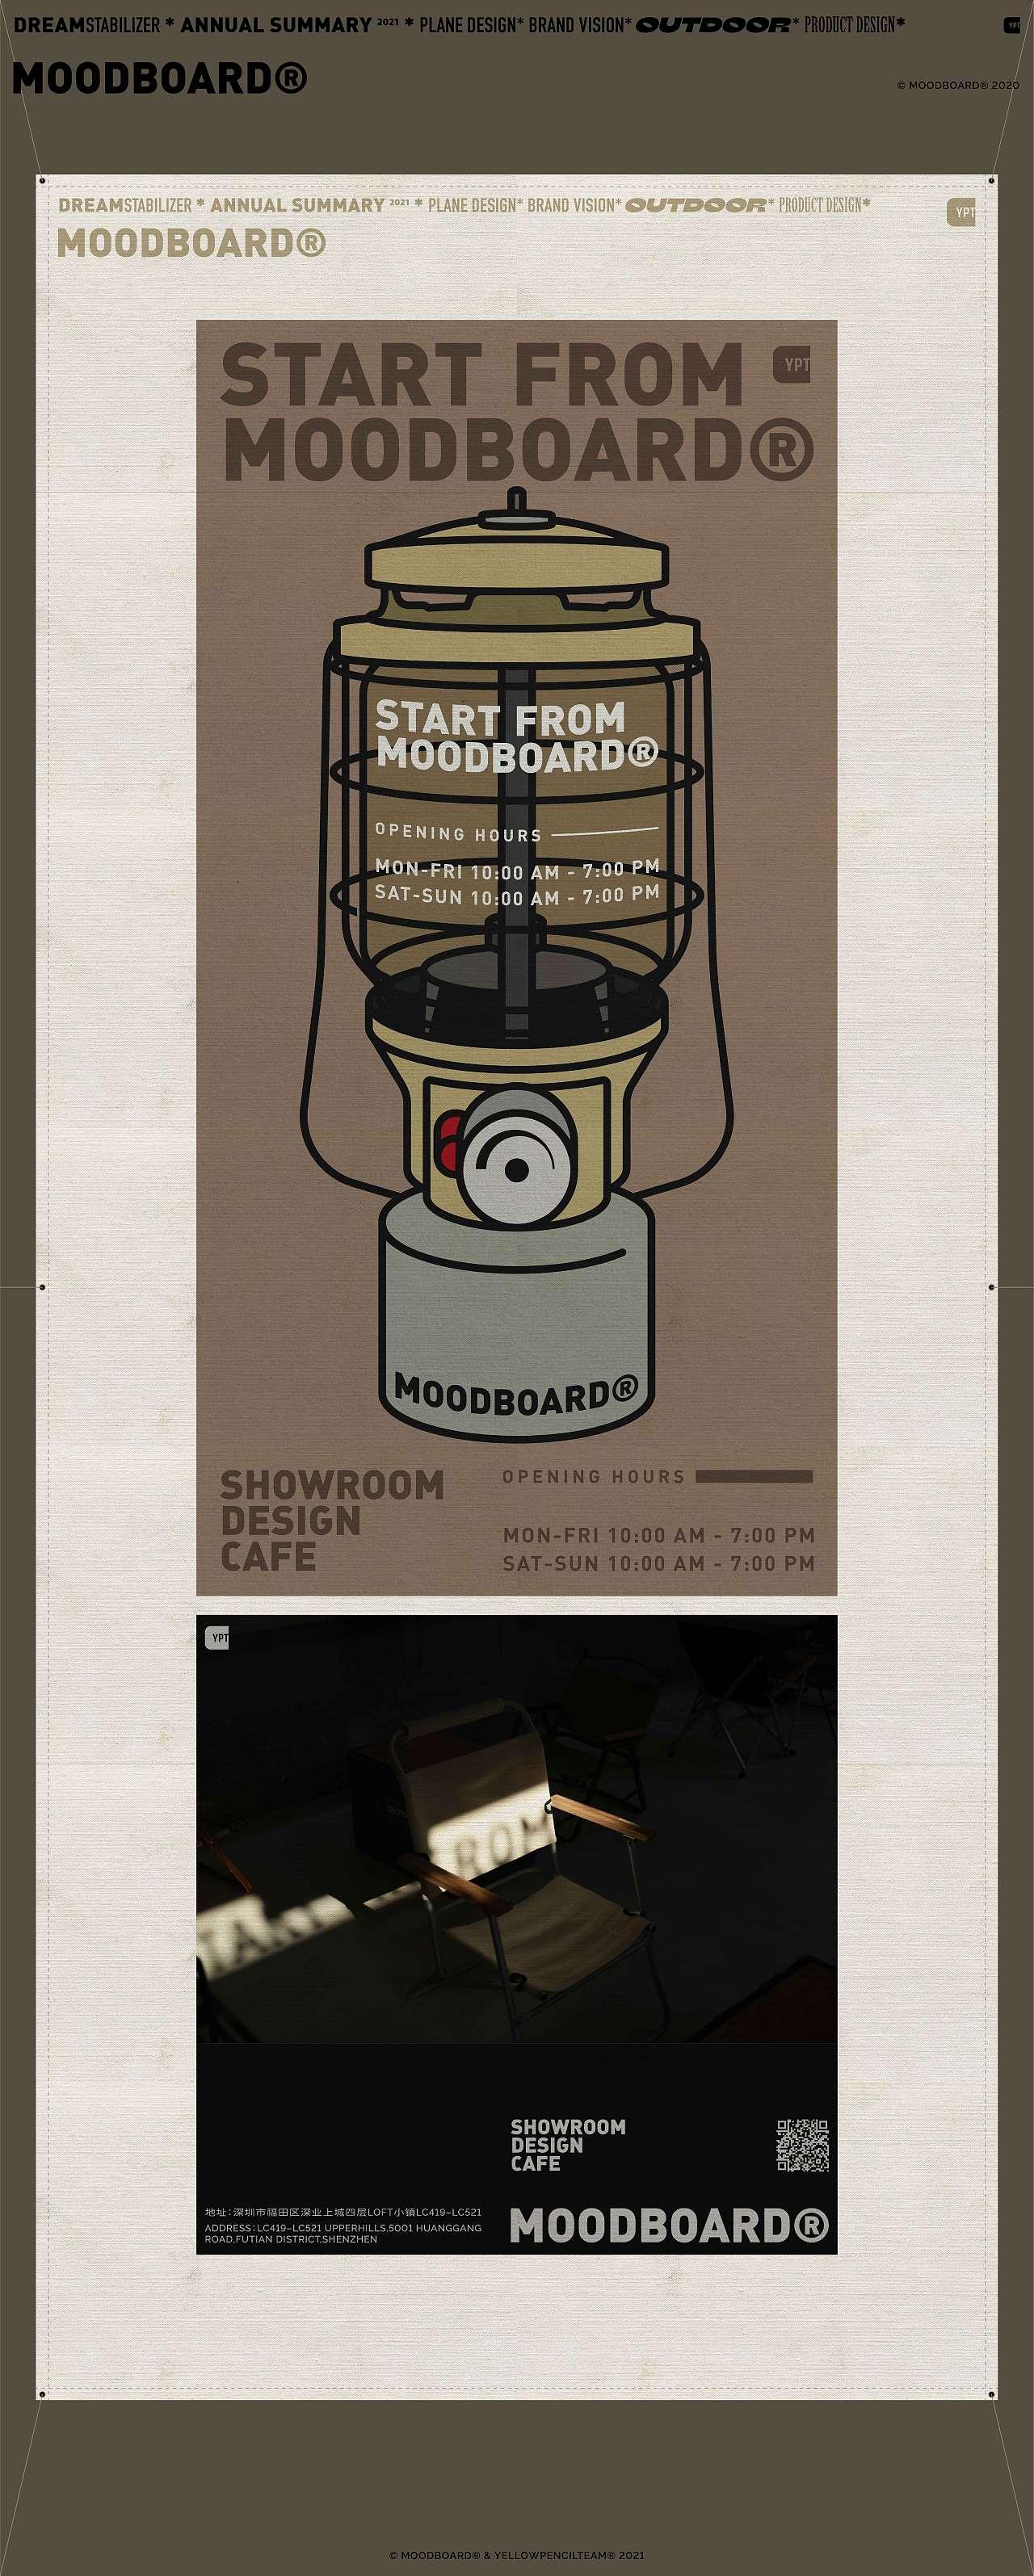 DREAMSTABILIZER * ANNUAL SUMMARY 2021 * PLANE DESIGN* BRAND VISION* OUTDOOR* PRODUCT DESIGN*
YPT
MOODBOARD®
© MOODBOARD® 2020
DREAMSTABILIZER * ANNUAL SUMMARY 2021 * PLANE DESIGN* BRAND VISION* OUTDOOR* PRODUCT DESIGN*
YPT
MOODBOARD®
START FROM
YPT
MOODBOARD®
START FROM
MOODBOARD®
OPENING HOURS
MON-FRI 10:00 AM - 7:00 PM
SAT-SUN 10:00 AM - 7:00 PM
MOODBOARD®
SHOWROOM
DESIGN
CAFE
OPENING HOURS
MON-FRI 10:00 AM - 7:00 PM
SAT-SUN 10:00 AM - 7:00 PM
YPT
ROM
TAR
SHOWROOM
DESIGN
CAFE
地址:深圳市福田区深业上城四层LOFT小镇LC419-LC521
ADDRESS:LC419-LC521 UPPERHILLS,5001 HUANGGANG
ROAD,FUTIAN DISTRICT,SHENZHEN
MOODBOARD®
© MOODBOARD® & YELLOWPENCILTEAM® 2021